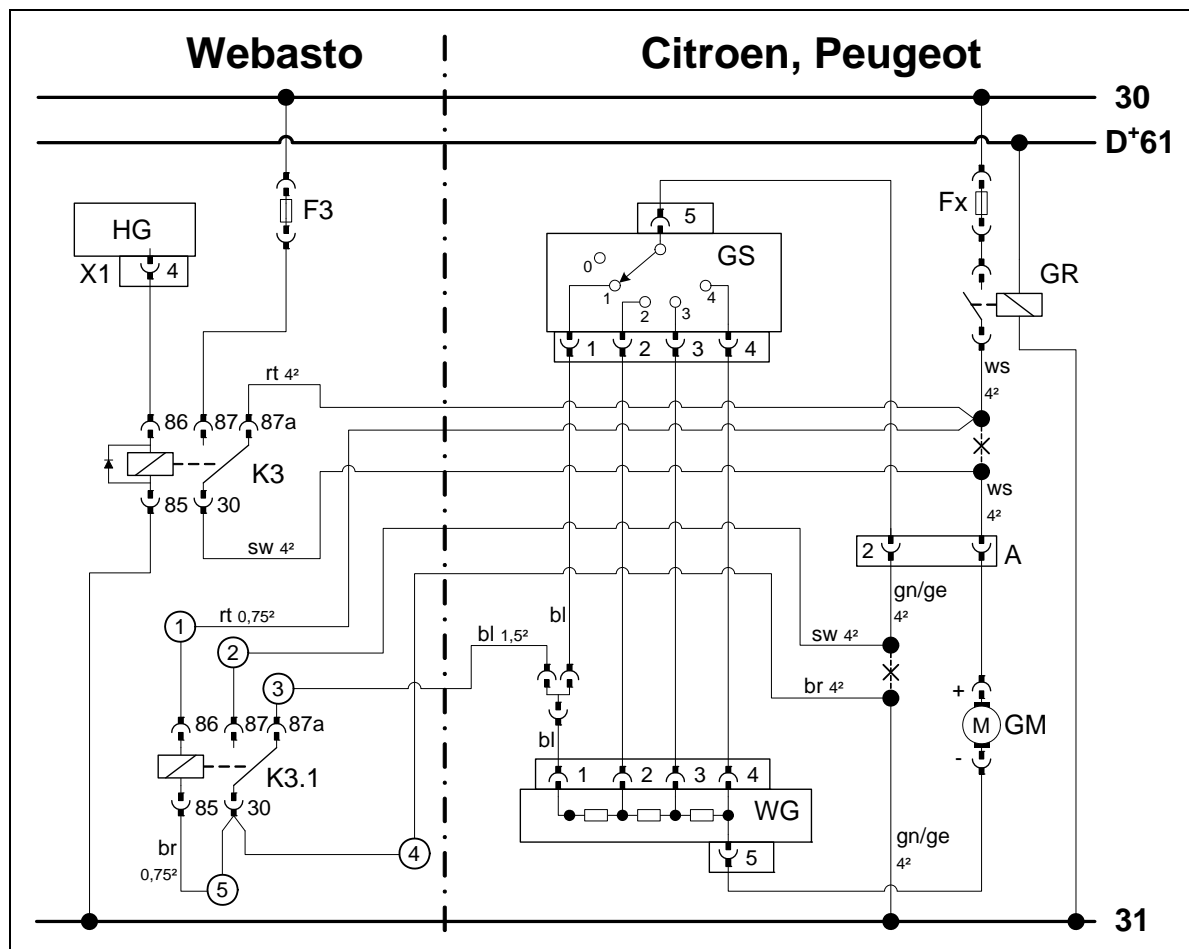 Webasto
Citroen, Peugeot
30
D+61
F3
Fx
HG
X1
4
5
GS
0
1
2
3
4
GR
1
2
3
4
rt 4²
ws
4²
86
87
87a
K3
85
30
sw 4²
ws
4²
2
A
gn/ge
4²
1
rt 0,75²
2
bl
bl 1,5²
sw 4²
3
br 4²
86
87
87a
+
M
GM
-
bl
K3.1
85
30
1
2
3
4
WG
br
0,75²
4
5
5
gn/ge
4²
31